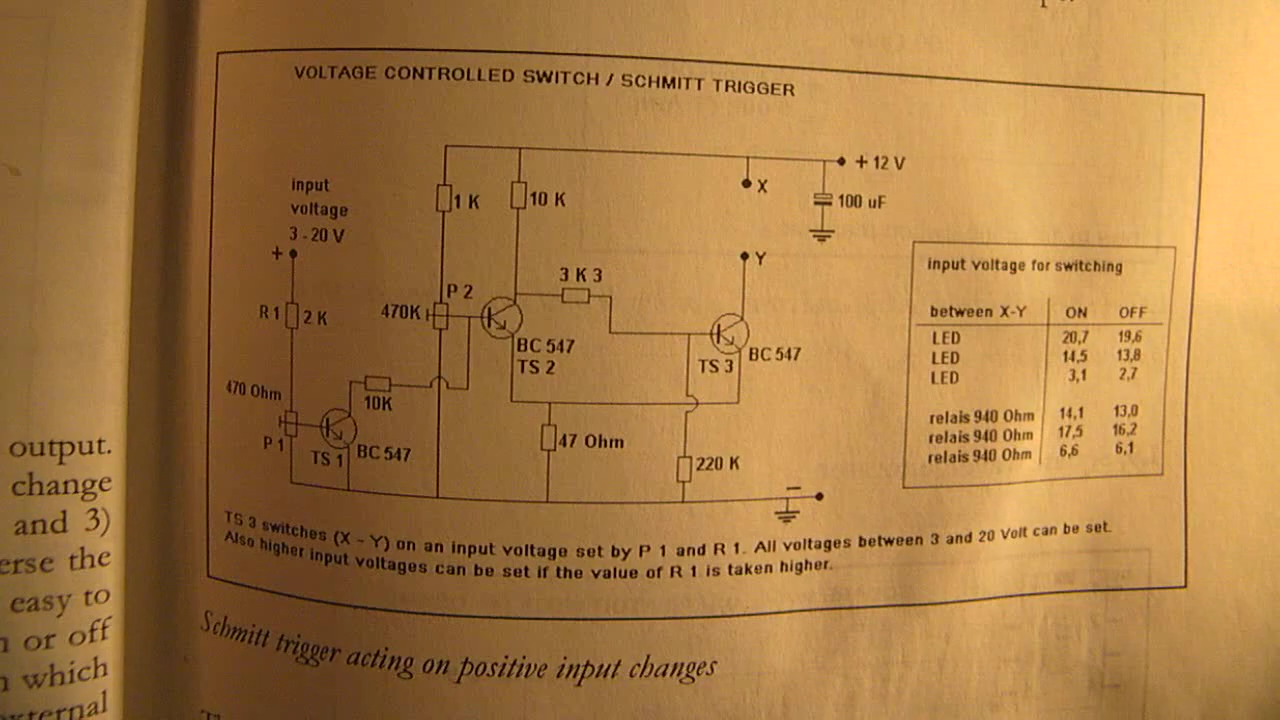 VOLTAGE CONTROLLED SWITCH / SCHMITT TRIGGER
+ 12 V
X
100 uF
input
voltage
3 - 20 V
+
1 K
10 K
Y
3 K 3
P 2
470K
R 1
2 K
BC 547
TS 2
TS 3
BC 547
470 Ohm
10K
P 1
TS 1
BC 547
47 Ohm
220 K
–
input voltage for switching
between X-Y ON OFF
LED 20,7 19,6
LED 14,5 13,8
LED 3,1 2,7
relais 940 Ohm 14,1 13,0
relais 940 Ohm 17,5 16,2
relais 940 Ohm 6,6 6,1
TS 3 switches (X - Y) on an input voltage set by P 1 and R 1. All voltages between 3 and 20 Volt can be set.
Also higher input voltages can be set if the value of R 1 is taken higher.
Schmitt trigger acting on positive input changes
output.
change
and 3)
erse the
easy to
or off
which